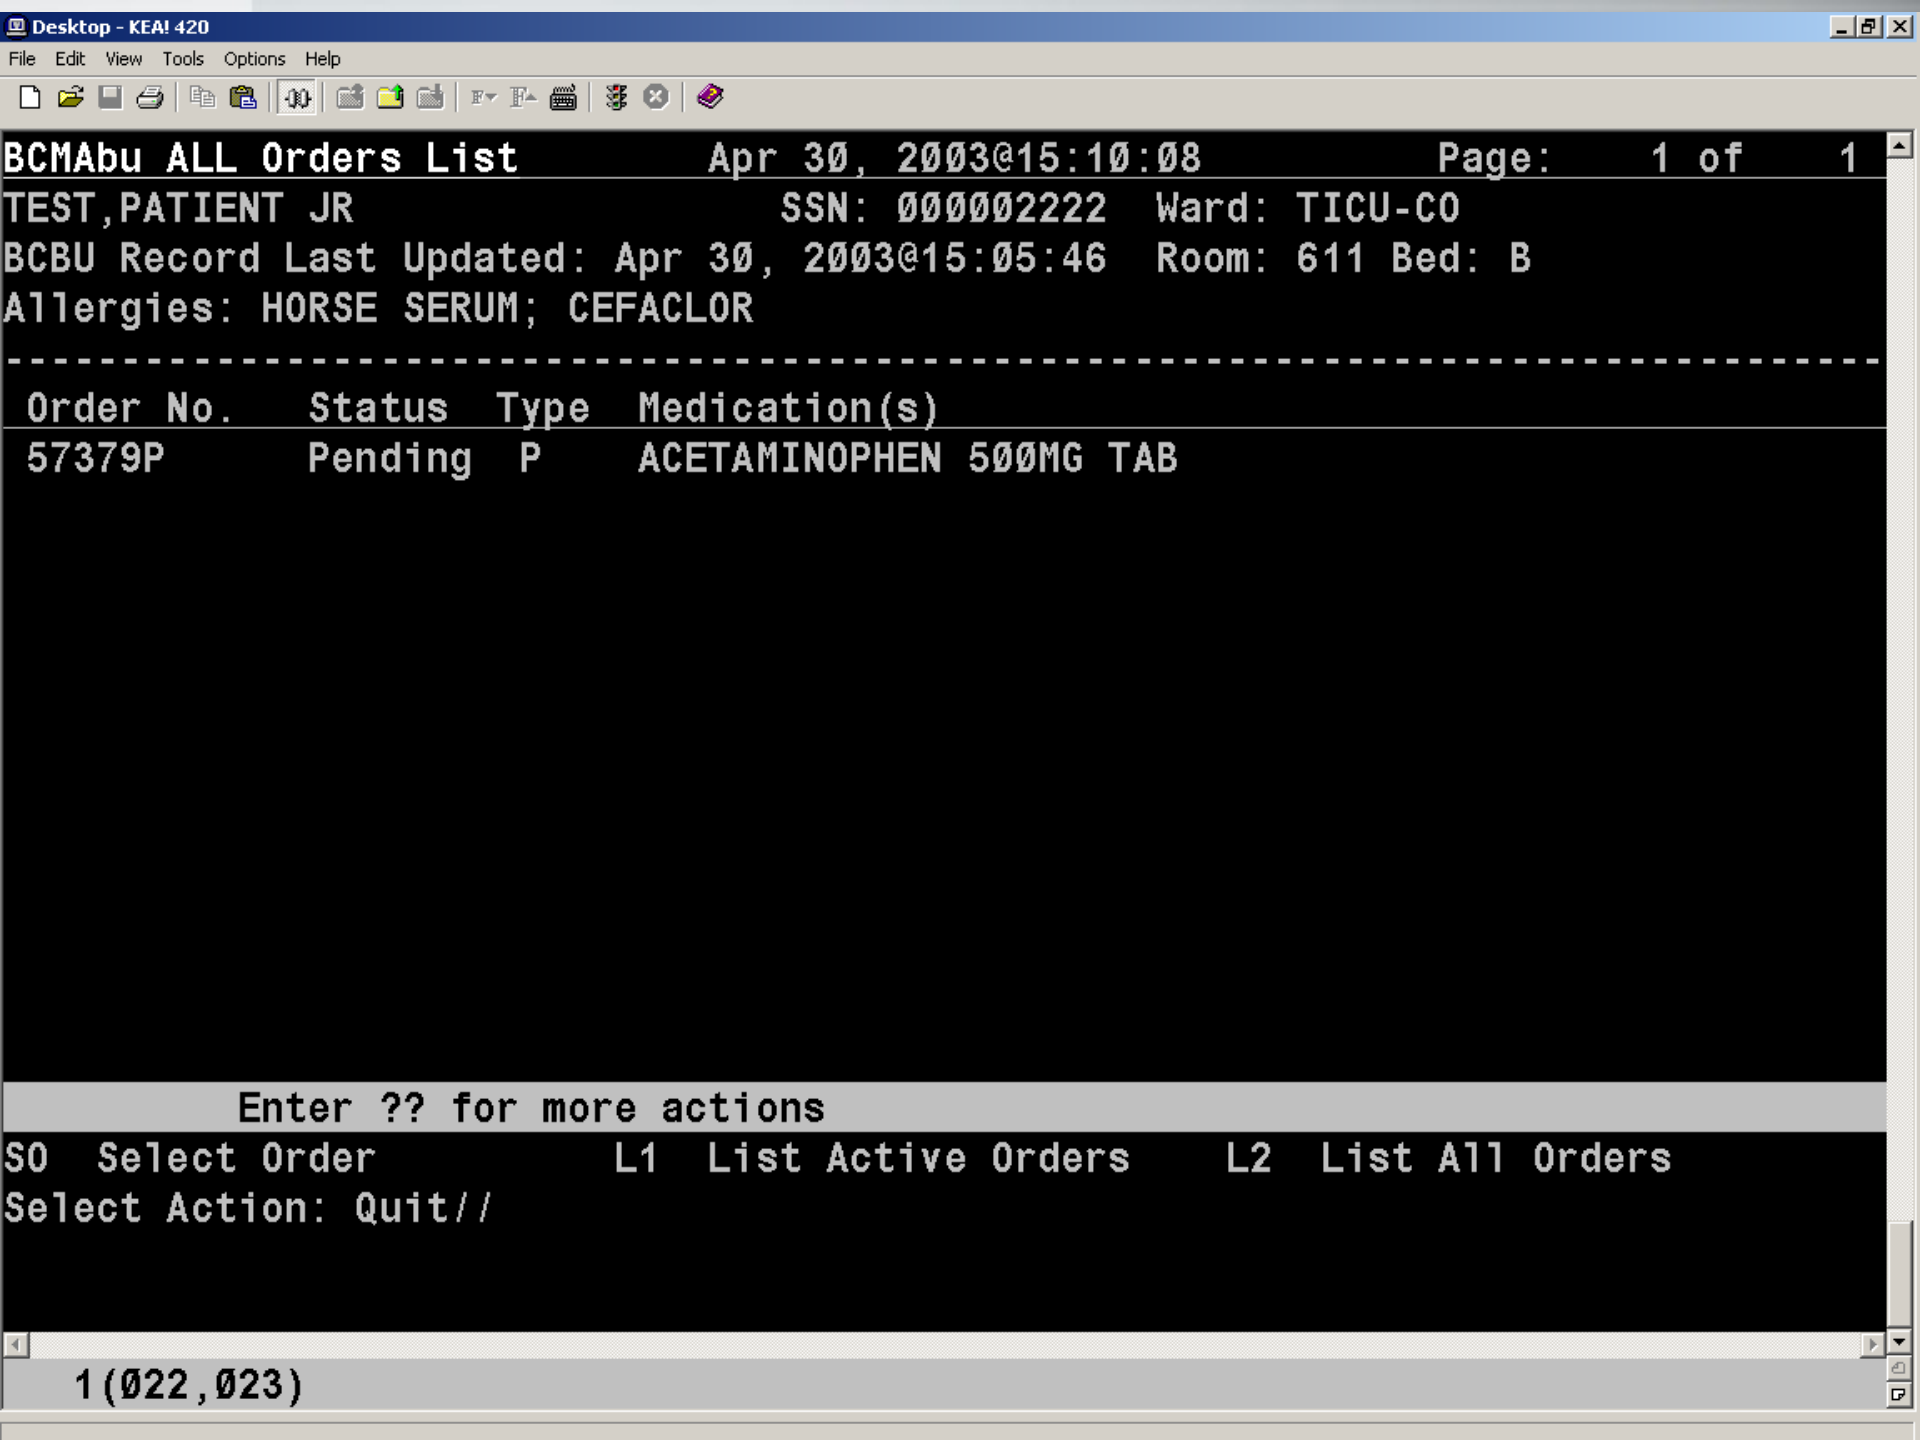 Desktop - KEA! 420
File Edit View Tools Options Help
BCMAbu ALL Orders List Apr 30, 2003@15:10:08 Page: 1 of 1
TEST,PATIENT JR SSN: 000002222 Ward: TICU-CO
BCBU Record Last Updated: Apr 30, 2003@15:05:46 Room: 611 Bed: B
Allergies: HORSE SERUM; CEFACLOR
--------------------------------------------------------------------------------
Order No. Status Type Medication(s)
57379P Pending P ACETAMINOPHEN 500MG TAB
Enter ?? for more actions
SO Select Order L1 List Active Orders L2 List All Orders
Select Action: Quit//
1(022,023)